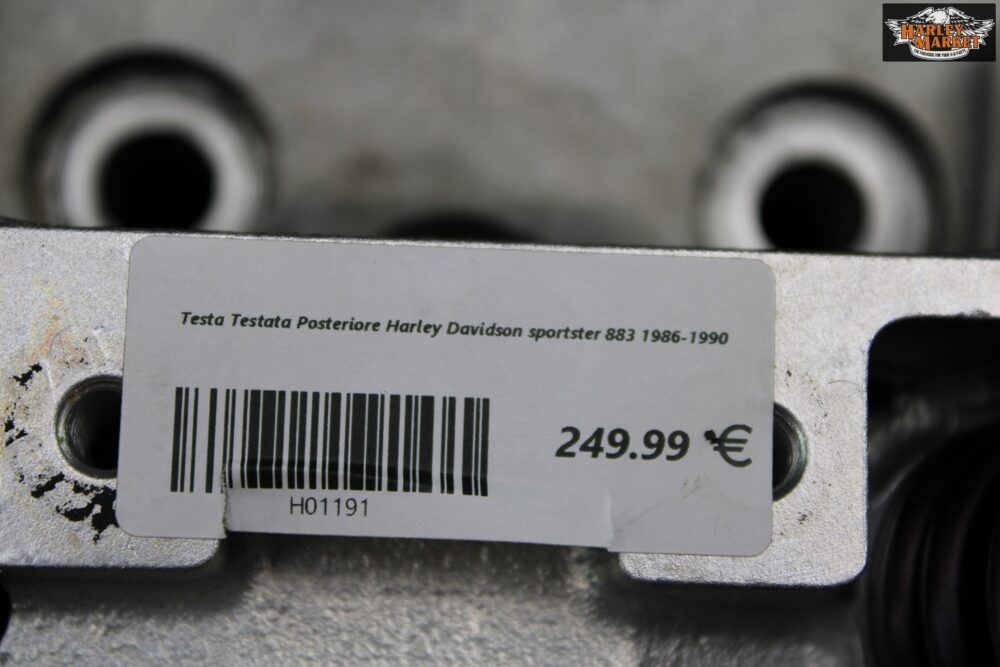 HARLEY
MARKET
Testa Testata Posteriore Harley Davidson sportster 883 1986-1990
249.99 €
H01191